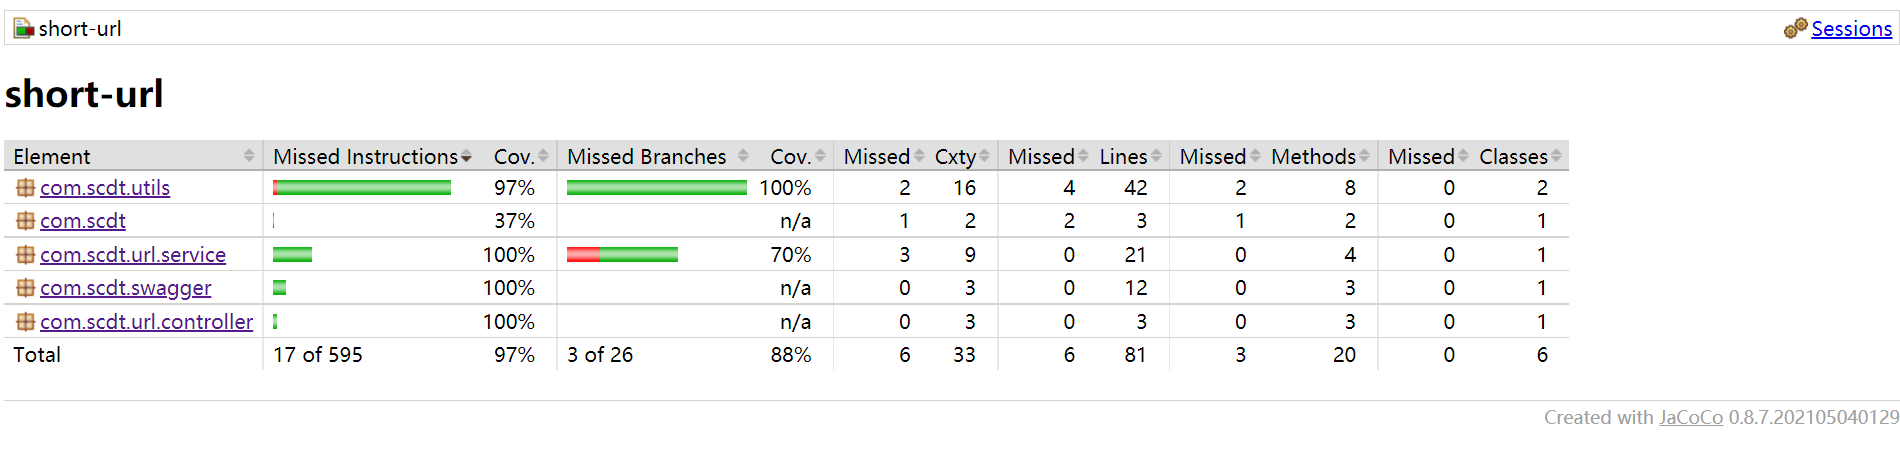 short-url Sessions
short-url
Element Missed Instructions Cov. Missed Branches Cov. Missed Cxty Missed Lines Missed Methods Missed Classes
com.scdt.utils 97% 100% 2 16 4 42 2 8 0 2
com.scdt 37% n/a 1 2 2 3 1 2 0 1
com.scdt.url.service 100% 70% 3 9 0 21 0 4 0 1
com.scdt.swagger 100% n/a 0 3 0 12 0 3 0 1
com.scdt.url.controller 100% n/a 0 3 0 3 0 3 0 1
Total 17 of 595 97% 3 of 26 88% 6 33 6 81 3 20 0 6
Created with JaCoCo 0.8.7.202105040129